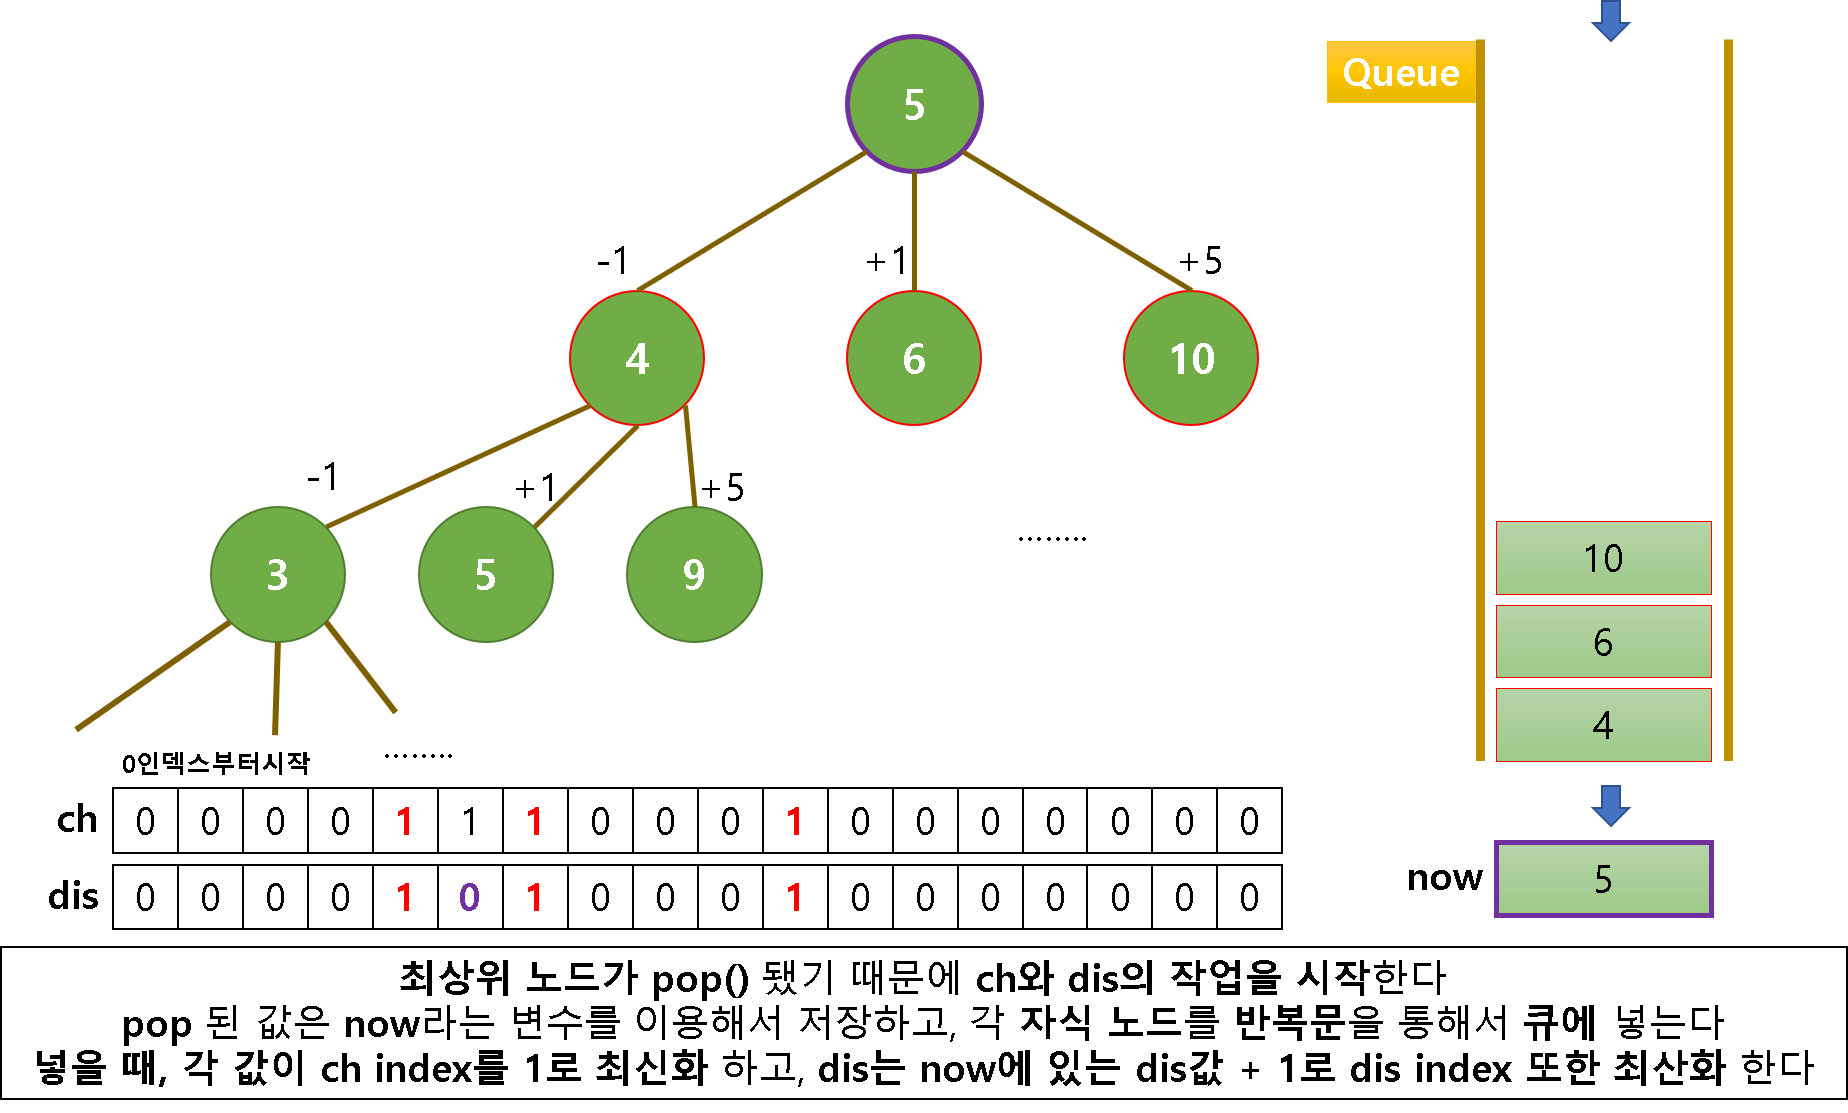 Queue
5
-1
+1
+5
4
6
10
-1
+1
+5
3
5
9
........
10
6
4
0인덱스부터시작
........
ch 0 0 0 0 1 1 1 0 0 0 1 0 0 0 0 0 0 0
dis 0 0 0 0 1 0 1 0 0 0 1 0 0 0 0 0 0 0
now 5
최상위 노드가 pop() 됐기 때문에 ch와 dis의 작업을 시작한다
pop 된 값은 now라는 변수를 이용해서 저장하고, 각 자식 노드를 반복문을 통해서 큐에 넣는다
넣을 때, 각 값이 ch index를 1로 최신화 하고, dis는 now에 있는 dis값 + 1로 dis index 또한 최산화 한다